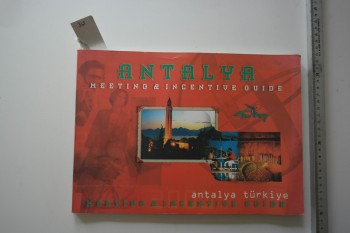 ANTALYA
MEETING & INCENTIVE GUIDE
antalya türkiye
MEETING & INCENTIVE GUIDE